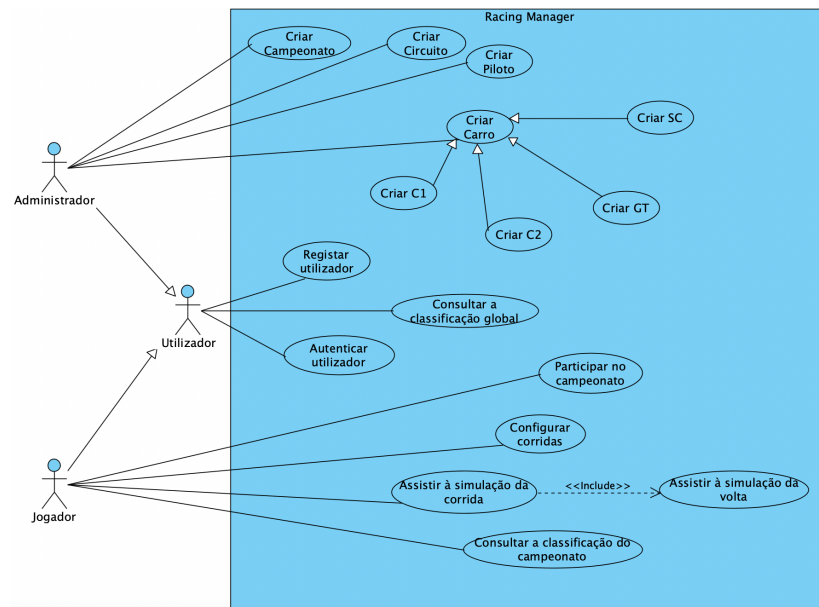 Racing Manager
Criar
Campeonato
Criar
Circuito
Criar
Piloto
Criar
Carro
Criar SC
Criar C1
Criar GT
Criar C2
Administrador
Registar
utilizador
Consultar a
classificação global
Utilizador
Autenticar
utilizador
Participar no
campeonato
Configurar
corridas
Assistir à simulação da
corrida
<<Include>>
Assistir à simulação da
volta
Jogador
Consultar a classificação do
campeonato